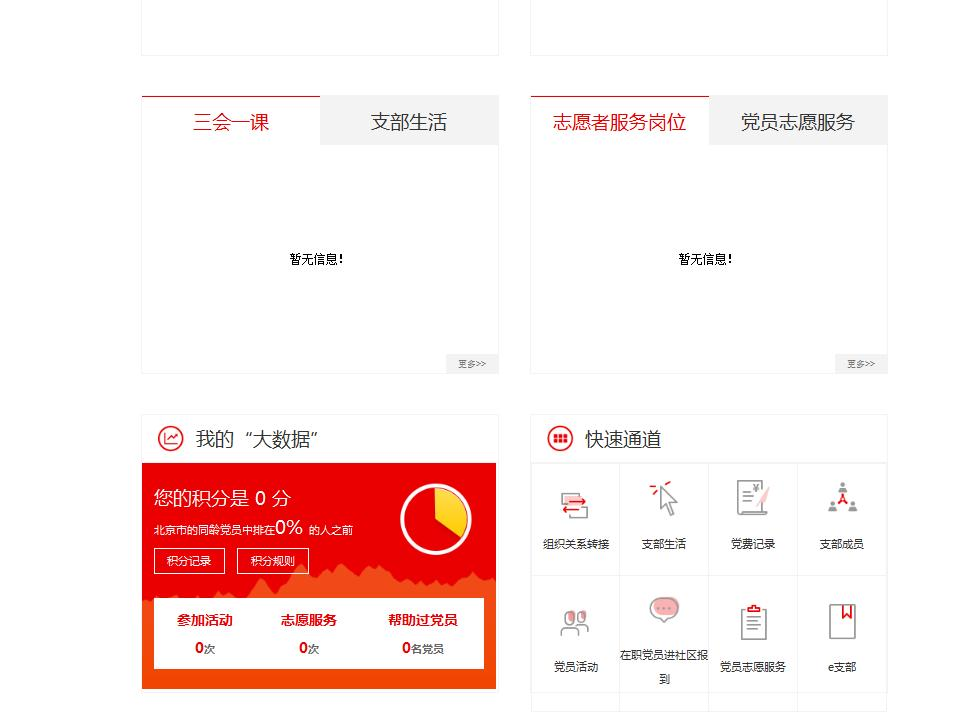 三会一课
支部生活
志愿者服务岗位
党员志愿服务
暂无信息!
暂无信息!
更多>>
更多>>
我的“大数据”
您的积分是 0 分
北京市的同龄党员中排在0% 的人之前
积分记录
积分规则
参加活动
志愿服务
帮助过党员
0次
0次
0名党员
快速通道
组织关系转接
支部生活
党费记录
支部成员
党员活动
在职党员进社区报
到
党员志愿服务
e支部